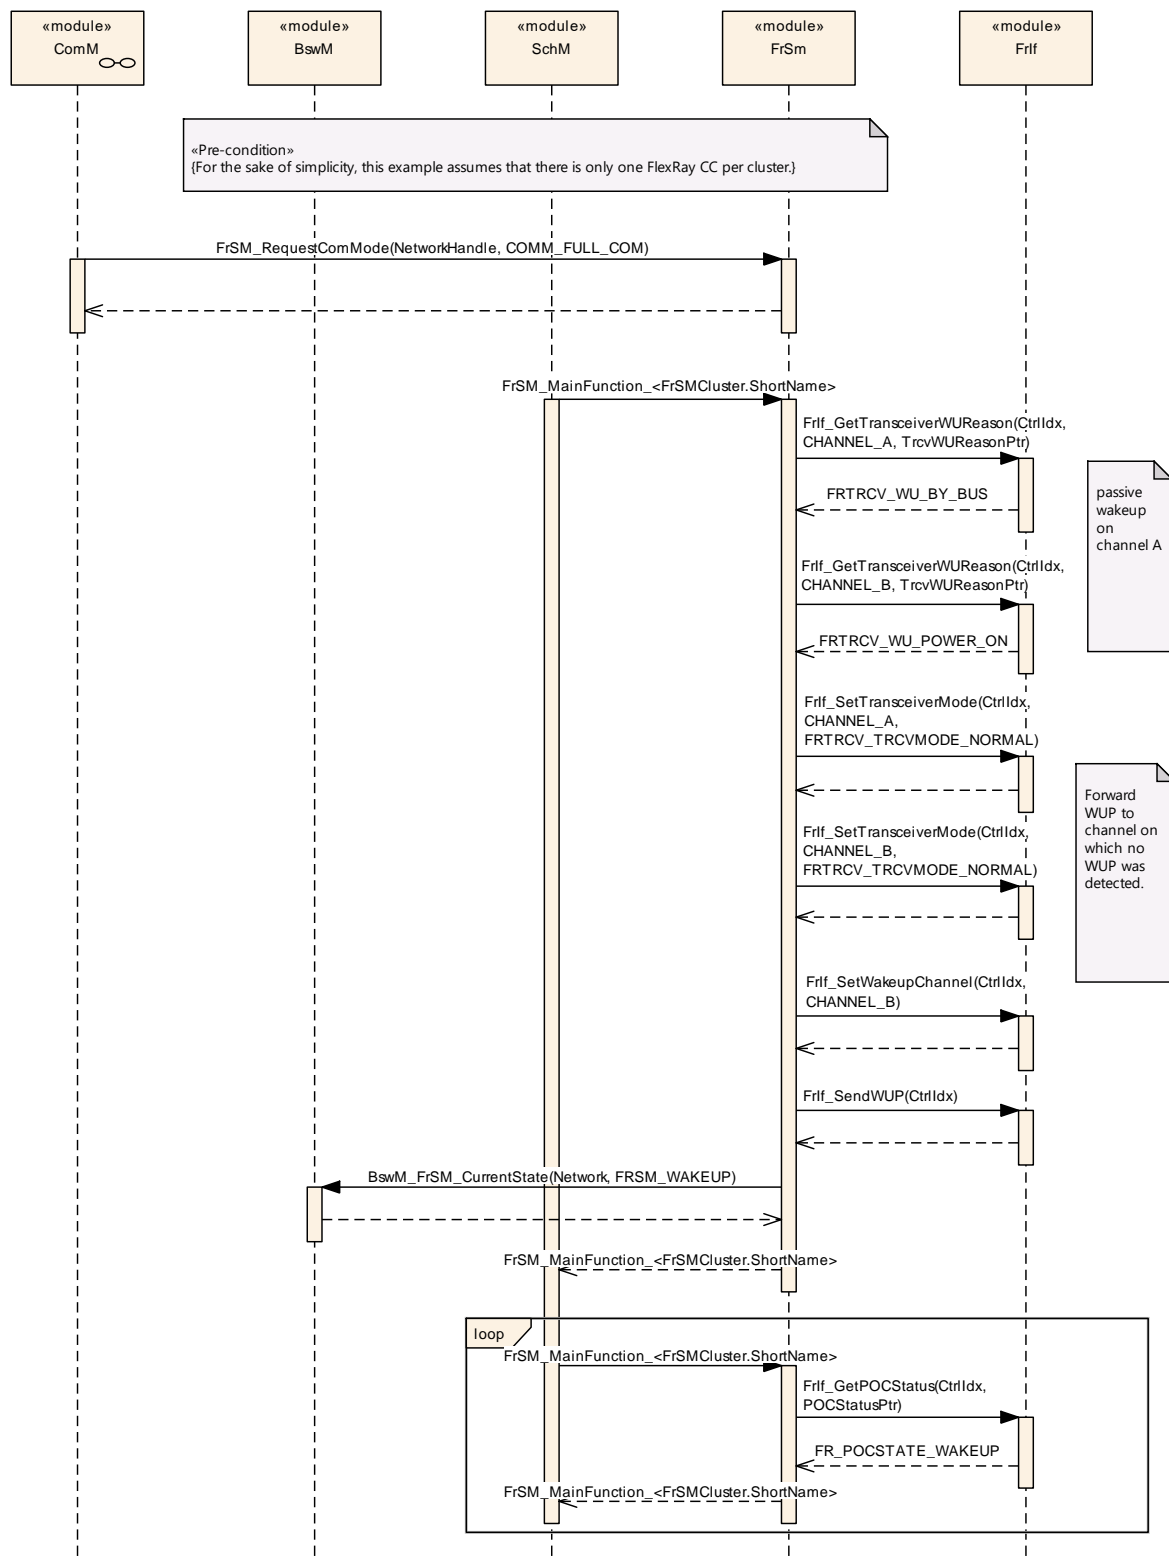 «module»
ComM
«module»
BswM
«module»
SchM
«module»
FrSm
«module»
FrIf
«Pre-condition»
{For the sake of simplicity, this example assumes that there is only one FlexRay CC per cluster.}
FrSM_RequestComMode(NetworkHandle, COMM_FULL_COM)
FrSM_MainFunction_<FrSMCluster.ShortName>
FrIf_GetTransceiverWUReason(CtrlIdx,
CHANNEL_A, TrcvWUReasonPtr)
passive
wakeup
on
channel A
FRTRCV_WU_BY_BUS
FrIf_GetTransceiverWUReason(CtrlIdx,
CHANNEL_B, TrcvWUReasonPtr)
FRTRCV_WU_POWER_ON
FrIf_SetTransceiverMode(CtrlIdx,
CHANNEL_A,
FRTRCV_TRCVMODE_NORMAL)
Forward
WUP to
channel on
which no
WUP was
detected.
FrIf_SetTransceiverMode(CtrlIdx,
CHANNEL_B,
FRTRCV_TRCVMODE_NORMAL)
FrIf_SetWakeupChannel(CtrlIdx,
CHANNEL_B)
FrIf_SendWUP(CtrlIdx)
BswM_FrSM_CurrentState(Network, FRSM_WAKEUP)
FrSM_MainFunction_<FrSMCluster.ShortName>
loop
FrSM_MainFunction_<FrSMCluster.ShortName>
FrIf_GetPOCStatus(CtrlIdx,
POCStatusPtr)
FR_POCSTATE_WAKEUP
FrSM_MainFunction_<FrSMCluster.ShortName>